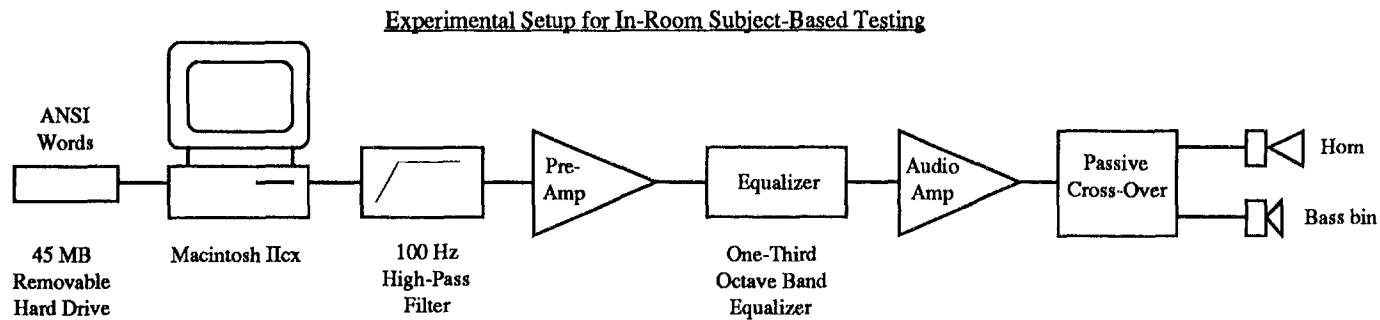 Experimental Setup for In-Room Subject-Based Testing
ANSI
Words
45 MB
Removable
Hard Drive
Macintosh IIcx
100 Hz
High-Pass
Filter
Pre-
Amp
Equalizer
One-Third
Octave Band
Equalizer
Audio
Amp
Passive
Cross-Over
Horn
Bass bin